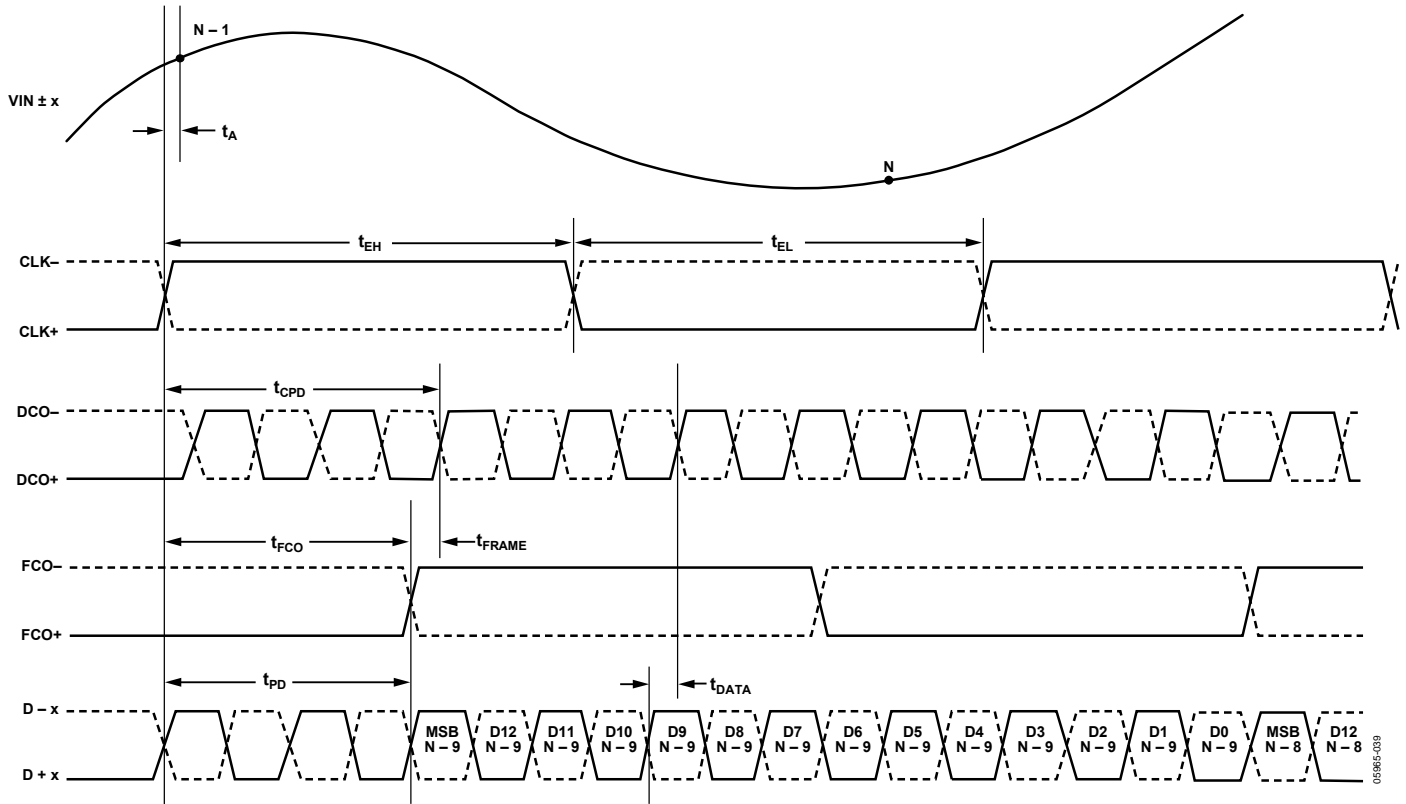 N – 1
VIN ± x
tA
N
tEH
tEL
CLK–
CLK+
tCPD
DCO–
DCO+
tFCO
tFRAME
FCO–
FCO+
tPD
tDATA
D – x
MSB D12 D11 D10 D9 D8 D7 D6 D5 D4 D3 D2 D1 D0 MSB D12
N – 9 N – 9 N – 9 N – 9 N – 9 N – 9 N – 9 N – 9 N – 9 N – 9 N – 9 N – 9 N – 9 N – 9 N – 8 N – 8
D + x
05965-039